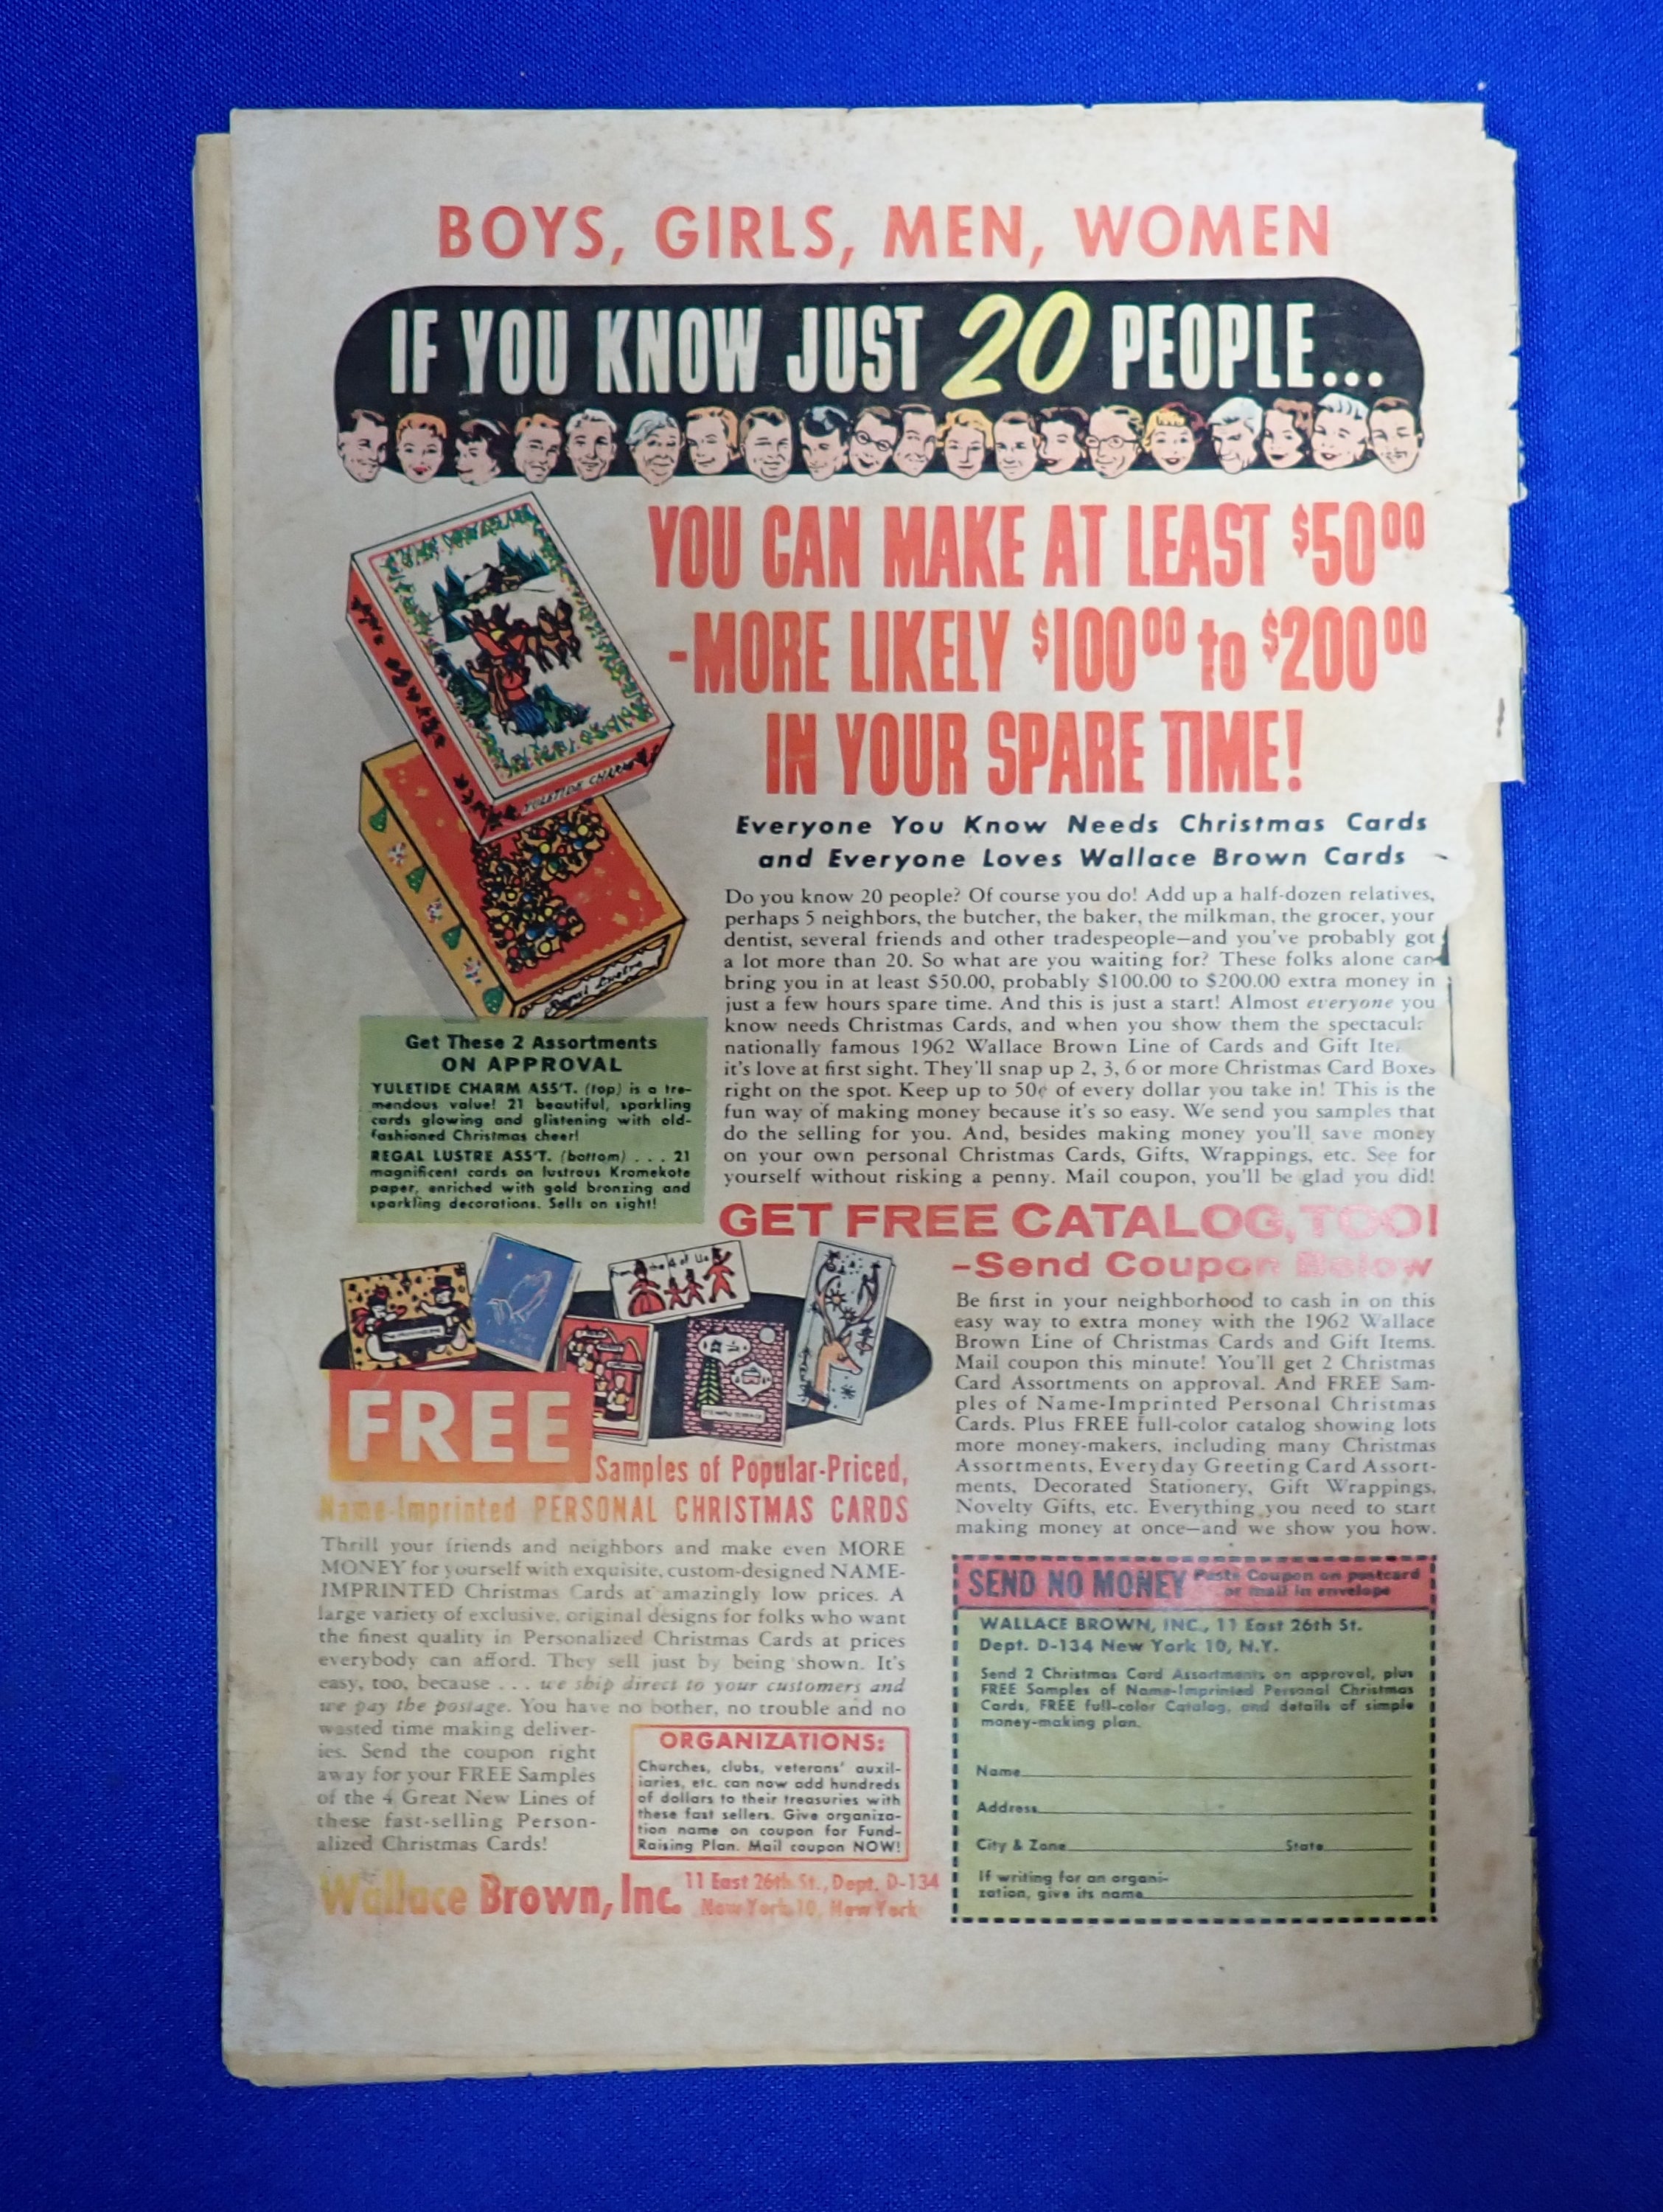 BOYS, GIRLS, MEN, WOMEN
IF YOU KNOW JUST 20 PEOPLE...
YOU CAN MAKE AT LEAST $50⁰⁰
-MORE LIKELY $100⁰⁰ to $200⁰⁰
IN YOUR SPARE TIME!
YULETIDE CHARM
Regal Lustre
Everyone You Know Needs Christmas Cards
and Everyone Loves Wallace Brown Cards
Do you know 20 people? Of course you do! Add up a half-dozen relatives,
perhaps 5 neighbors, the butcher, the baker, the milkman, the grocer, your
dentist, several friends and other tradespeople—and you've probably got
a lot more than 20. So what are you waiting for? These folks alone can
bring you in at least $50.00, probably $100.00 to $200.00 extra money in
just a few hours spare time. And this is just a start! Almost everyone you
know needs Christmas Cards, and when you show them the spectacul
nationally famous 1962 Wallace Brown Line of Cards and Gift Ite
it's love at first sight. They'll snap up 2, 3, 6 or more Christmas Card Boxes
right on the spot. Keep up to 50¢ of every dollar you take in! This is the
fun way of making money because it's so easy. We send you samples that
do the selling for you. And, besides making money you'll save money
on your own personal Christmas Cards, Gifts, Wrappings, etc. See for
yourself without risking a penny. Mail coupon, you'll be glad you did!
Get These 2 Assortments
ON APPROVAL
YULETIDE CHARM ASS'T. (top) is a tre-
mendous value! 21 beautiful, sparkling
cards glowing and glistening with old-
fashioned Christmas cheer!
REGAL LUSTRE ASS'T. (bottom) . . . 21
magnificent cards on lustrous Kromekote
paper, enriched with gold bronzing and
sparkling decorations. Sells on sight!
GET FREE CATALOG, TOO!
-Send Coupon Below
Be first in your neighborhood to cash in on this
easy way to extra money with the 1962 Wallace
Brown Line of Christmas Cards and Gift Items.
Mail coupon this minute! You'll get 2 Christmas
Card Assortments on approval. And FREE Sam-
ples of Name-Imprinted Personal Christmas
Cards. Plus FREE full-color catalog showing lots
more money-makers, including many Christmas
Assortments, Everyday Greeting Card Assort-
ments, Decorated Stationery, Gift Wrappings,
Novelty Gifts, etc. Everything you need to start
making money at once—and we show you how.
from the 4 of Us
FREE
Samples of Popular-Priced,
Name-Imprinted PERSONAL CHRISTMAS CARDS
Thrill your friends and neighbors and make even MORE
MONEY for yourself with exquisite, custom-designed NAME-
IMPRINTED Christmas Cards at amazingly low prices. A
large variety of exclusive, original designs for folks who want
the finest quality in Personalized Christmas Cards at prices
everybody can afford. They sell just by being shown. It's
easy, too, because . . . we ship direct to your customers and
we pay the postage. You have no bother, no trouble and no
wasted time making deliver-
ies. Send the coupon right
away for your FREE Samples
of the 4 Great New Lines of
these fast-selling Person-
alized Christmas Cards!
ORGANIZATIONS:
Churches, clubs, veterans' auxil-
iaries, etc. can now add hundreds
of dollars to their treasuries with
these fast sellers. Give organiza-
tion name on coupon for Fund-
Raising Plan. Mail coupon NOW!
Wallace Brown, Inc. 11 East 26th St., Dept. D-134
New York 10, New York
SEND NO MONEY Paste Coupon on postcard
or mail in envelope
WALLACE BROWN, INC., 11 East 26th St.
Dept. D-134 New York 10, N.Y.
Send 2 Christmas Card Assortments on approval, plus
FREE Samples of Name-Imprinted Personal Christmas
Cards, FREE full-color Catalog, and details of simple
money-making plan.
Name
Address
City & Zone State
If writing for an organi-
zation, give its name